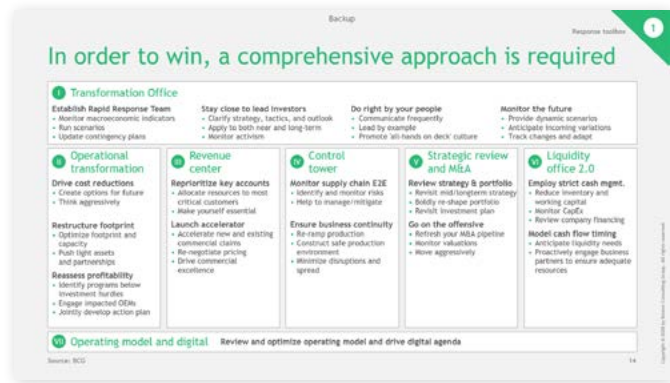 Backup
Response toolbox
1
In order to win, a comprehensive approach is required
I Transformation Office
Establish Rapid Response Team
• Monitor macroeconomic indicators
• Run scenarios
• Update contingency plans
Stay close to lead investors
• Clarify strategy, tactics, and outlook
• Apply to both near and long-term
• Monitor activism
Do right by your people
• Communicate frequently
• Lead by example
• Promote 'all-hands on deck' culture
Monitor the future
• Provide dynamic scenarios
• Anticipate incoming variations
• Track changes and adapt
II Operational
transformation
Drive cost reductions
• Create options for future
• Think aggressively
Restructure footprint
• Optimize footprint and
capacity
• Push light assets
and partnerships
Reassess profitability
• Identify programs below
investment hurdles
• Engage impacted OEMs
• Jointly develop action plan
III Revenue
center
Reprioritize key accounts
• Allocate resources to most
critical customers
• Make yourself essential
Launch accelerator
• Accelerate new and existing
commercial claims
• Re-negotiate pricing
• Drive commercial
excellence
IV Control
tower
Monitor supply chain E2E
• Identify and monitor risks
• Help to manage/mitigate
Ensure business continuity
• Re-ramp production
• Construct safe production
environment
• Minimize disruptions and
spread
V Strategic review
and M&A
Review strategy & portfolio
• Revisit mid/longterm strategy
• Boldly re-shape portfolio
• Revisit investment plan
Go on the offensive
• Refresh your M&A pipeline
• Monitor valuations
• Move aggressively
VI Liquidity
office 2.0
Employ strict cash mgmt.
• Reduce inventory and
working capital
• Monitor CapEx
• Review company financing
Model cash flow timing
• Anticipate liquidity needs
• Proactively engage business
partners to ensure adequate
resources
VII Operating model and digital Review and optimize operating model and drive digital agenda
Source: BCG
14
Copyright © 2020 by Boston Consulting Group. All rights reserved.